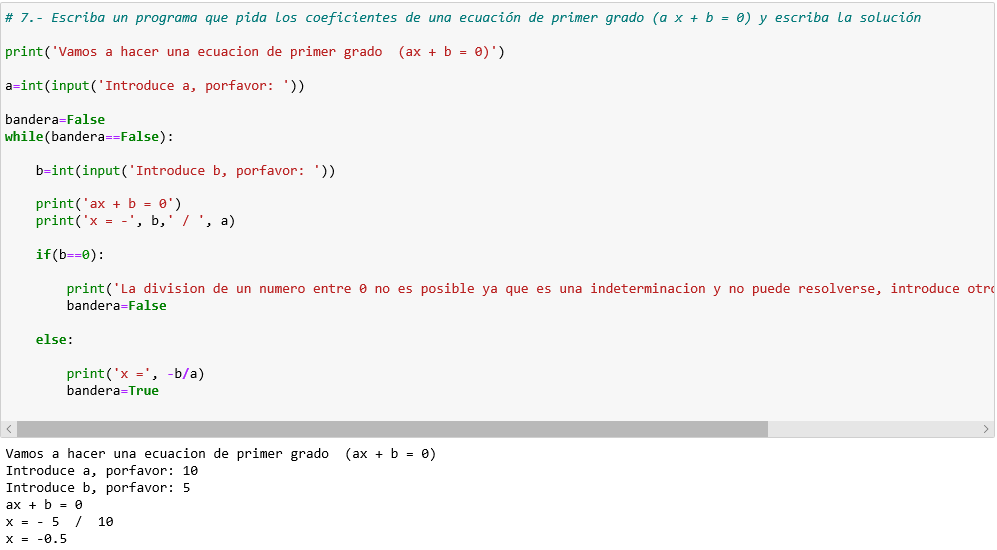 # 7.- Escriba un programa que pida los coeficientes de una ecuación de primer grado (a x + b = 0) y escriba la solución
print('Vamos a hacer una ecuacion de primer grado  (ax + b = 0)')
a=int(input('Introduce a, porfavor: '))
bandera=False
while(bandera==False):
    b=int(input('Introduce b, porfavor: '))
    print('ax + b = 0')
    print('x = -', b,' / ', a)
    if(b==0):
        print('La division de un numero entre 0 no es posible ya que es una indeterminacion y no puede resolverse, introduce otro
        bandera=False
    else:
        print('x =', -b/a)
        bandera=True
Vamos a hacer una ecuacion de primer grado  (ax + b = 0)
Introduce a, porfavor: 10
Introduce b, porfavor: 5
ax + b = 0
x = - 5  /  10
x = -0.5